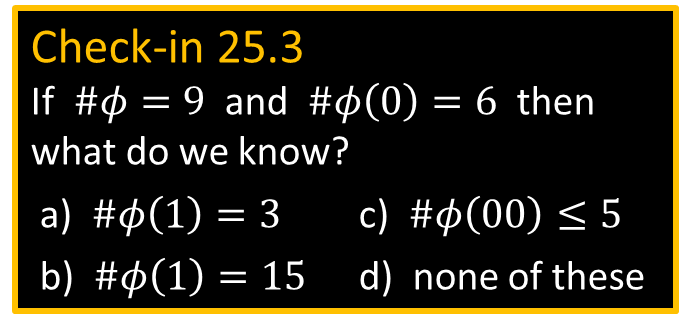 Check-in 25.3
If #𝜙 = 9 and #𝜙(0) = 6 then
what do we know?
a) #𝜙(1) = 3 c) #𝜙(00) ≤ 5
b) #𝜙(1) = 15 d) none of these